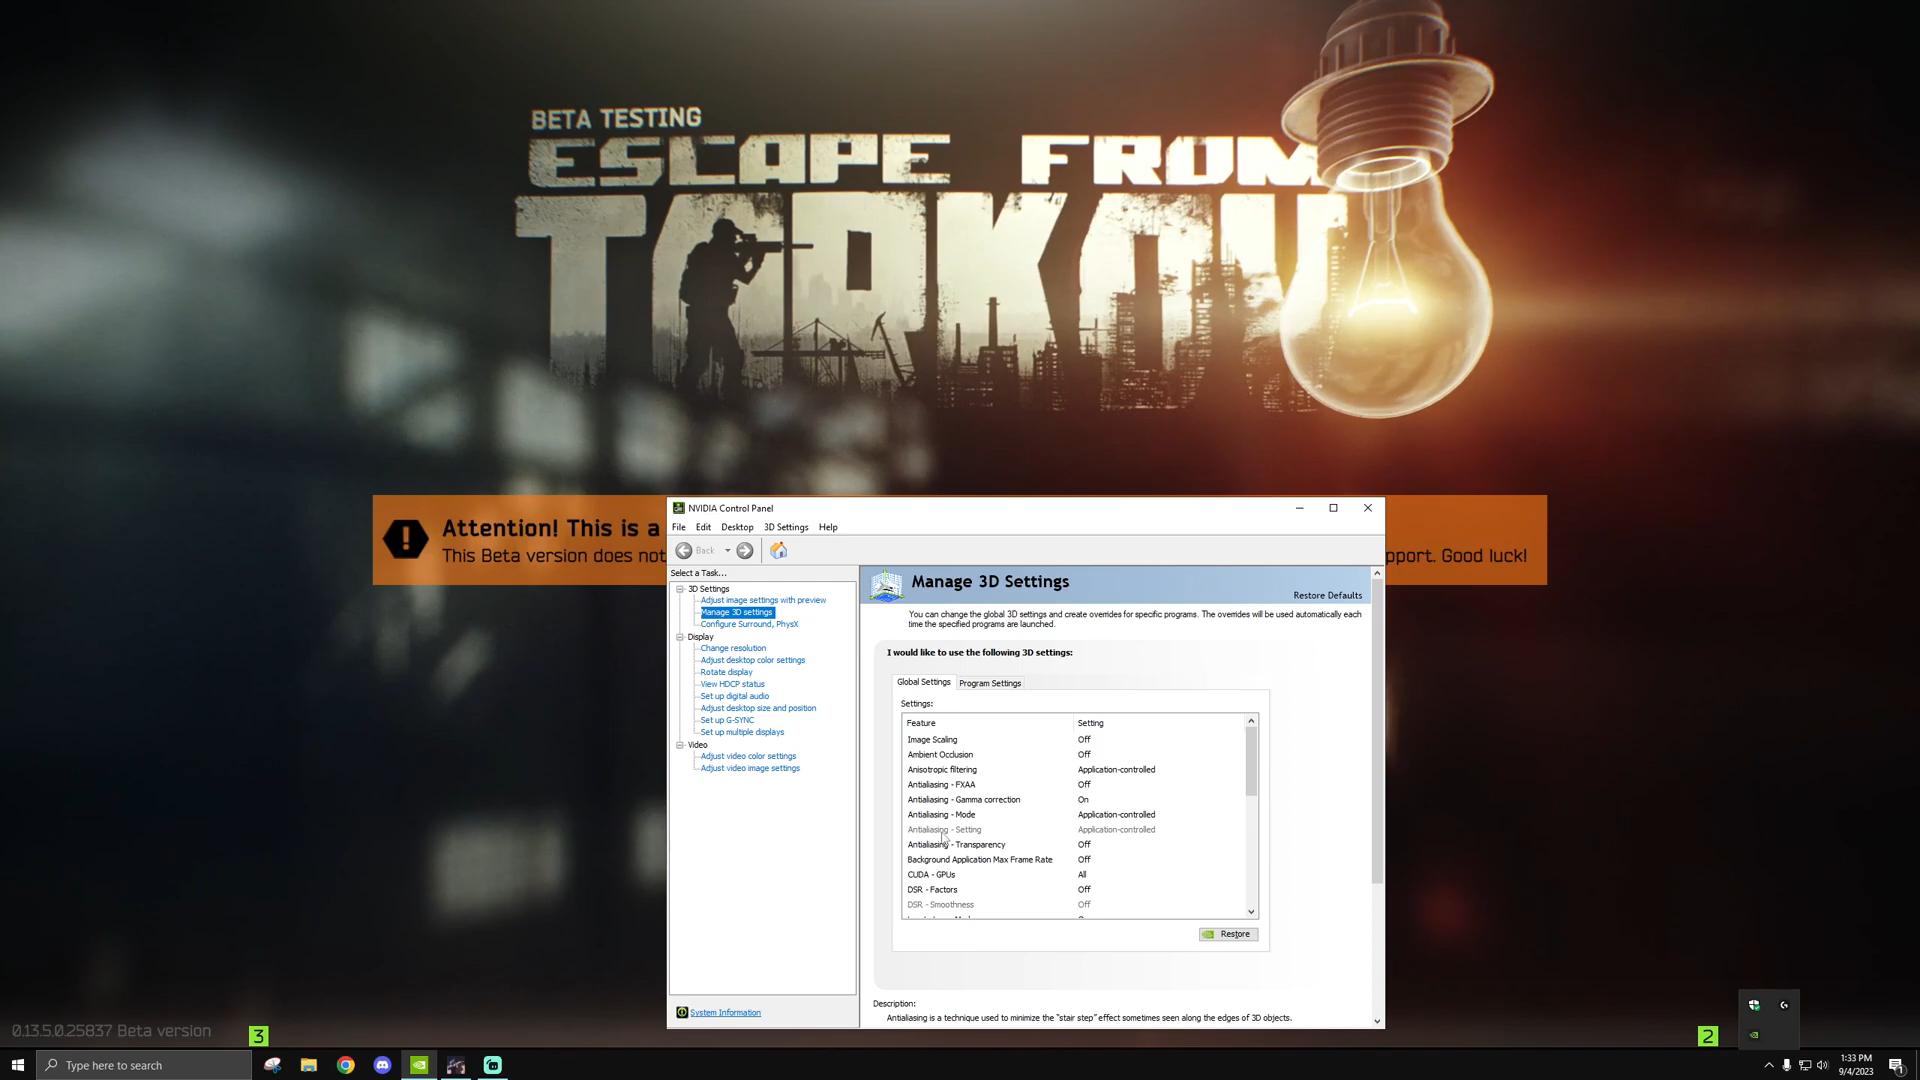 BETA TESTING
ESCAPE FROM
TARKOV
Attention! This is a
This Beta version does not
pport. Good luck!
NVIDIA Control Panel
File Edit Desktop 3D Settings Help
Back
Select a Task...
3D Settings
Adjust image settings with preview
Manage 3D settings
Configure Surround, PhysX
Display
Change resolution
Adjust desktop color settings
Rotate display
View HDCP status
Set up digital audio
Adjust desktop size and position
Set up G-SYNC
Set up multiple displays
Video
Adjust video color settings
Adjust video image settings
System Information
Manage 3D Settings
Restore Defaults
You can change the global 3D settings and create overrides for specific programs. The overrides will be used automatically each
time the specified programs are launched.
I would like to use the following 3D settings:
Global Settings Program Settings
Settings:
Feature Setting
Image Scaling Off
Ambient Occlusion Off
Anisotropic filtering Application-controlled
Antialiasing - FXAA Off
Antialiasing - Gamma correction On
Antialiasing - Mode Application-controlled
Antialiasing - Setting Application-controlled
Antialiasing - Transparency Off
Background Application Max Frame Rate Off
CUDA - GPUs All
DSR - Factors Off
DSR - Smoothness Off
Restore
Description:
Antialiasing is a technique used to minimize the "stair step" effect sometimes seen along the edges of 3D objects.
0.13.5.0.25837 Beta version
3
2
Type here to search
1:33 PM
9/4/2023